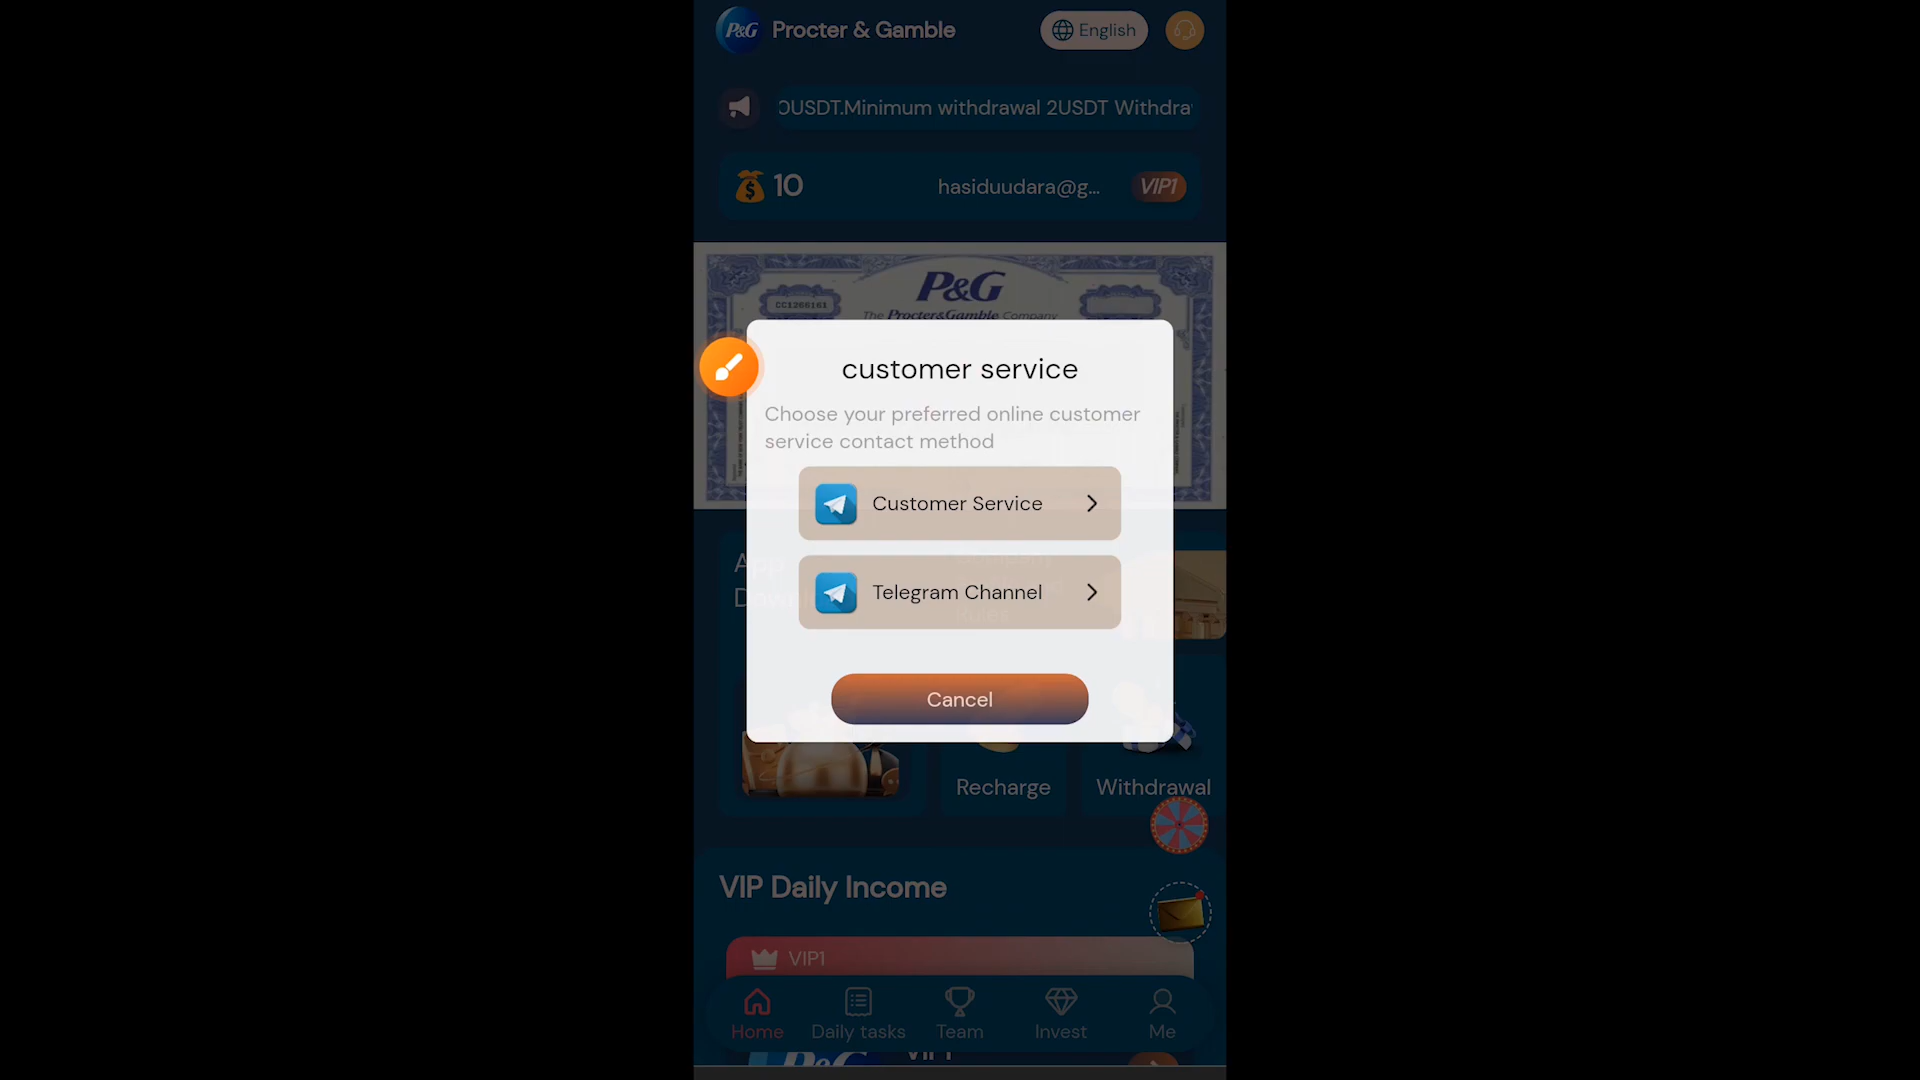 P&G Procter & Gamble English
OUSDT.Minimum withdrawal 2USDT Withdra
10 hasiduudara@g... VIP1
CC1266161
P&G
The Procter&Gamble Company
customer service
Choose your preferred online customer
service contact method
Customer Service
Telegram Channel
Cancel
Recharge
Withdrawal
VIP Daily Income
VIP1
Home
Daily tasks
Team
Invest
Me
P&G
VIP1